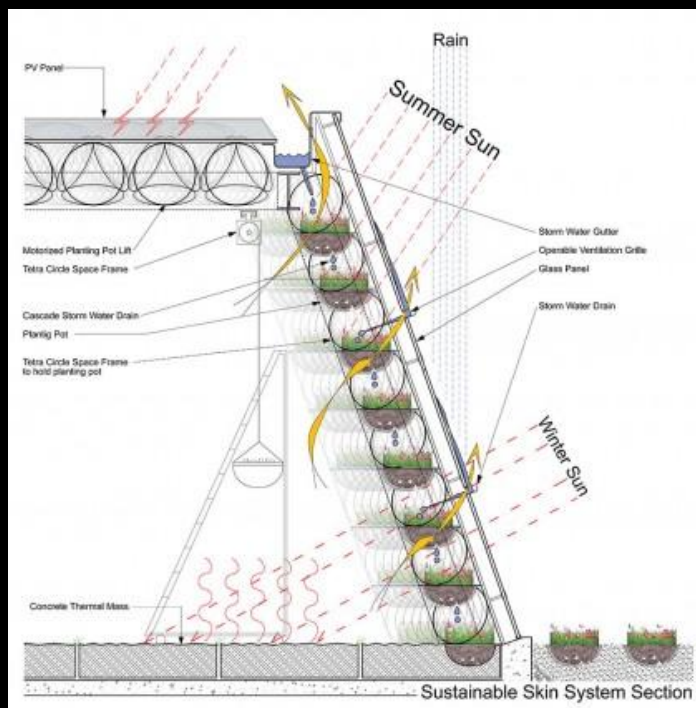 Rain
PV Panel
Summer Sun
Storm Water Gutter
Motorized Planting Pot Lift
Operable Ventilation Grille
Tetra Circle Space Frame
Glass Panel
Storm Water Drain
Cascade Storm Water Drain
Plantig Pot
Tetra Circle Space Frame
to hold planting pot
Winter Sun
Concrete Thermal Mass
Sustainable Skin System Section